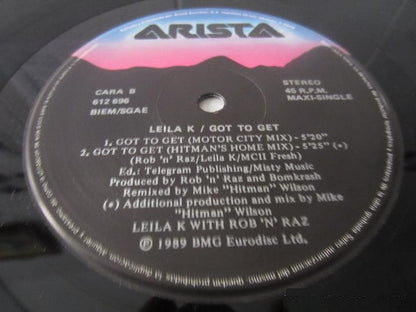 ARISTA
CARA B
612 696
BIEM/SGAE
STEREO
45 R.P.M.
MAXI-SINGLE
LEILA K / GOT TO GET
1. GOT TO GET (MOTOR CITY MIX) - 5'20"
2. GOT TO GET (HITMAN'S HOME MIX) - 5'25" (*)
(Rob 'n' Raz/Leila K/MCII Fresh)
Ed.: Telegram Publishing/Misty Music
Produced by Rob 'n' Raz and Bomkrash
Remixed by Mike "Hitman" Wilson
(*) Additional production and mix by Mike
"Hitman" Wilson
LEILA K WITH ROB 'N' RAZ
℗ © 1989 BMG Eurodisc Ltd.